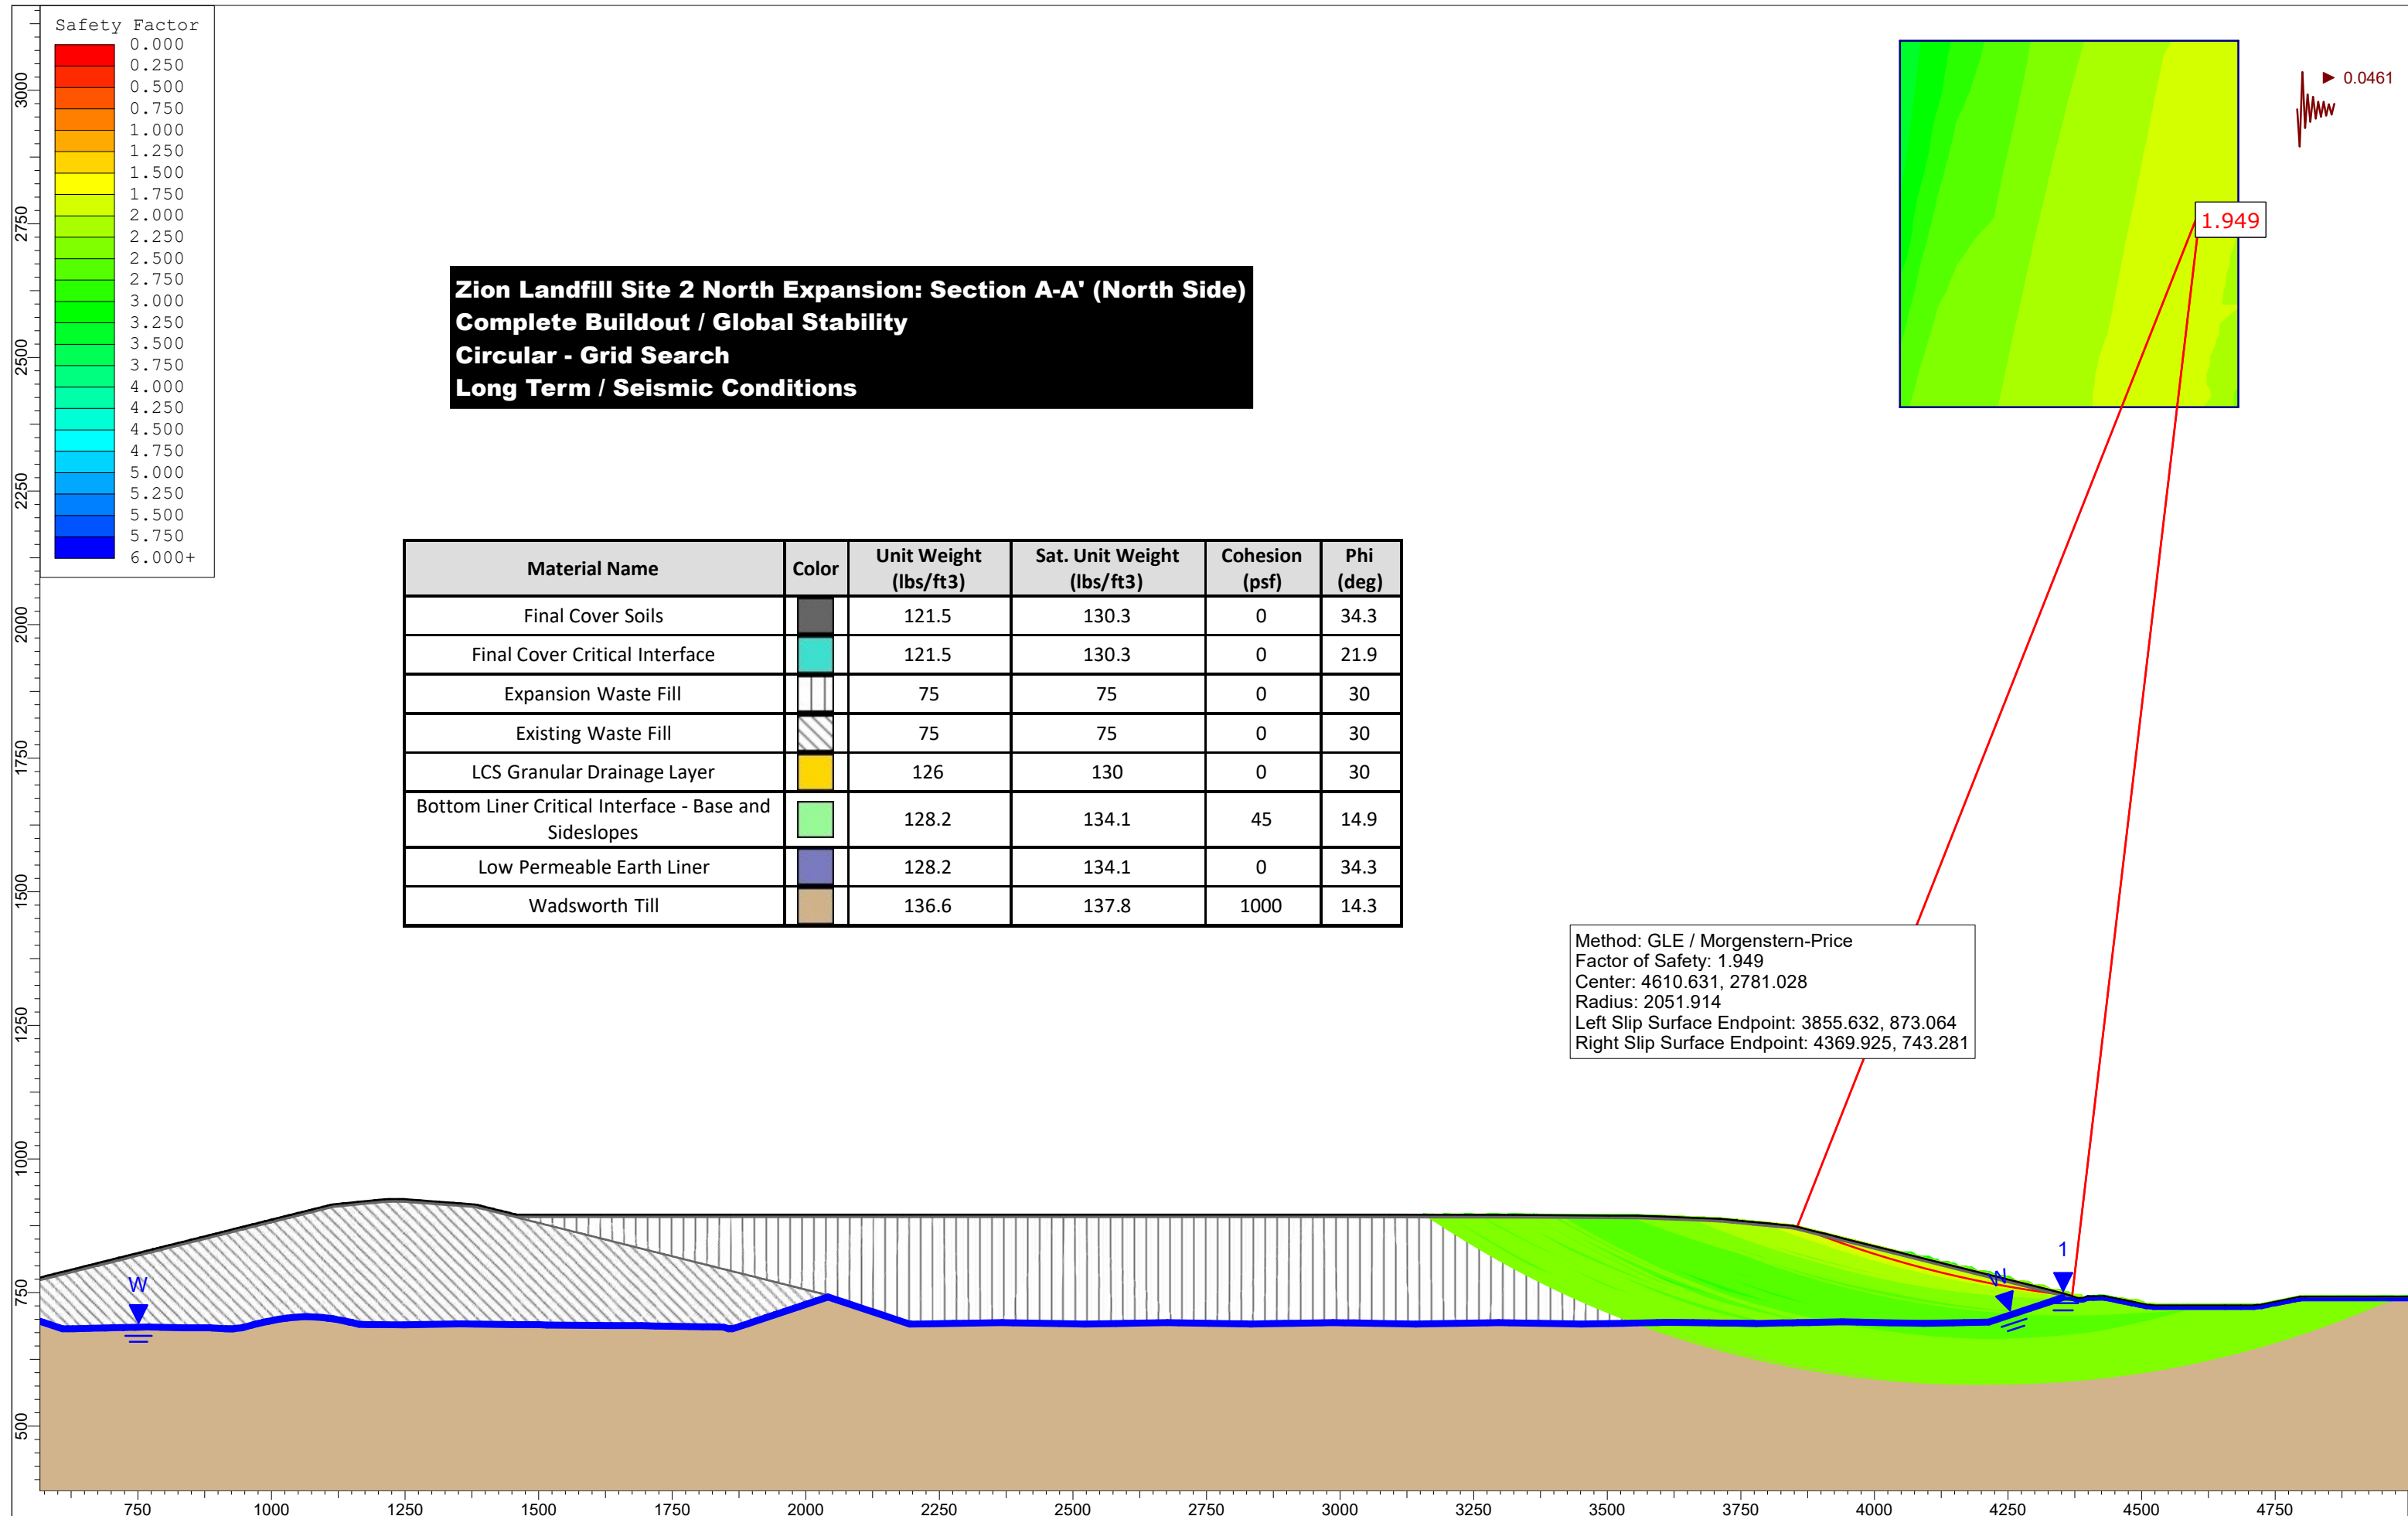 Safety Factor
0.000
0.250
0.500
0.750
1.000
1.250
1.500
1.750
2.000
2.250
2.500
2.750
3.000
3.250
3.500
3.750
4.000
4.250
4.500
4.750
5.000
5.250
5.500
5.750
6.000+
0.0461
1.949
Zion Landfill Site 2 North Expansion: Section A-A' (North Side)
Complete Buildout / Global Stability
Circular - Grid Search
Long Term / Seismic Conditions
Material Name Color Unit Weight (lbs/ft3) Sat. Unit Weight (lbs/ft3) Cohesion (psf) Phi (deg)
Final Cover Soils 121.5 130.3 0 34.3
Final Cover Critical Interface 121.5 130.3 0 21.9
Expansion Waste Fill 75 75 0 30
Existing Waste Fill 75 75 0 30
LCS Granular Drainage Layer 126 130 0 30
Bottom Liner Critical Interface - Base and Sideslopes 128.2 134.1 45 14.9
Low Permeable Earth Liner 128.2 134.1 0 34.3
Wadsworth Till 136.6 137.8 1000 14.3
Method: GLE / Morgenstern-Price
Factor of Safety: 1.949
Center: 4610.631, 2781.028
Radius: 2051.914
Left Slip Surface Endpoint: 3855.632, 873.064
Right Slip Surface Endpoint: 4369.925, 743.281
W
W
1
3000
2750
2500
2250
2000
1750
1500
1250
1000
750
500
750 1000 1250 1500 1750 2000 2250 2500 2750 3000 3250 3500 3750 4000 4250 4500 4750